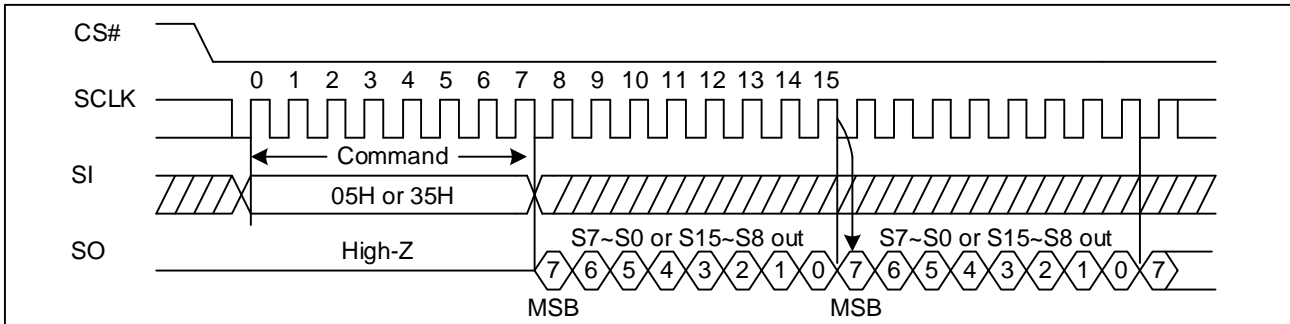 CS#
0 1 2 3 4 5 6 7 8 9 10 11 12 13 14 15
SCLK
Command
SI
05H or 35H
S7~S0 or S15~S8 out S7~S0 or S15~S8 out
SO High-Z
7 6 5 4 3 2 1 0 7 6 5 4 3 2 1 0 7
MSB MSB